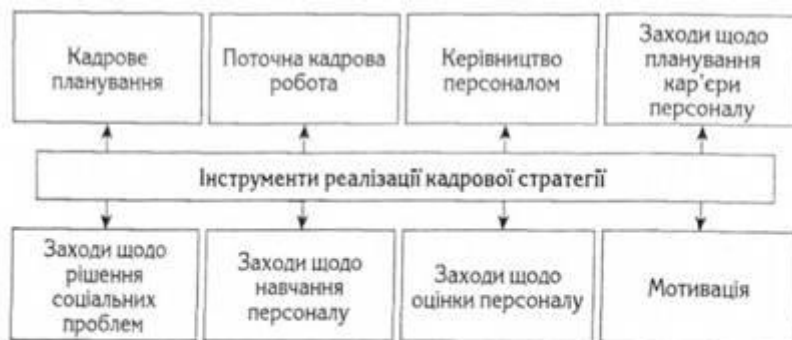 Кадрове
планування
Поточна кадрова
робота
Керівництво
персоналом
Заходи щодо
планування
кар’єри
персоналу
Інструменти реалізації кадрової стратегії
Заходи щодо
рішення
соціальних
проблем
Заходи щодо
навчання
персоналу
Заходи щодо
оцінки персоналу
Мотивація